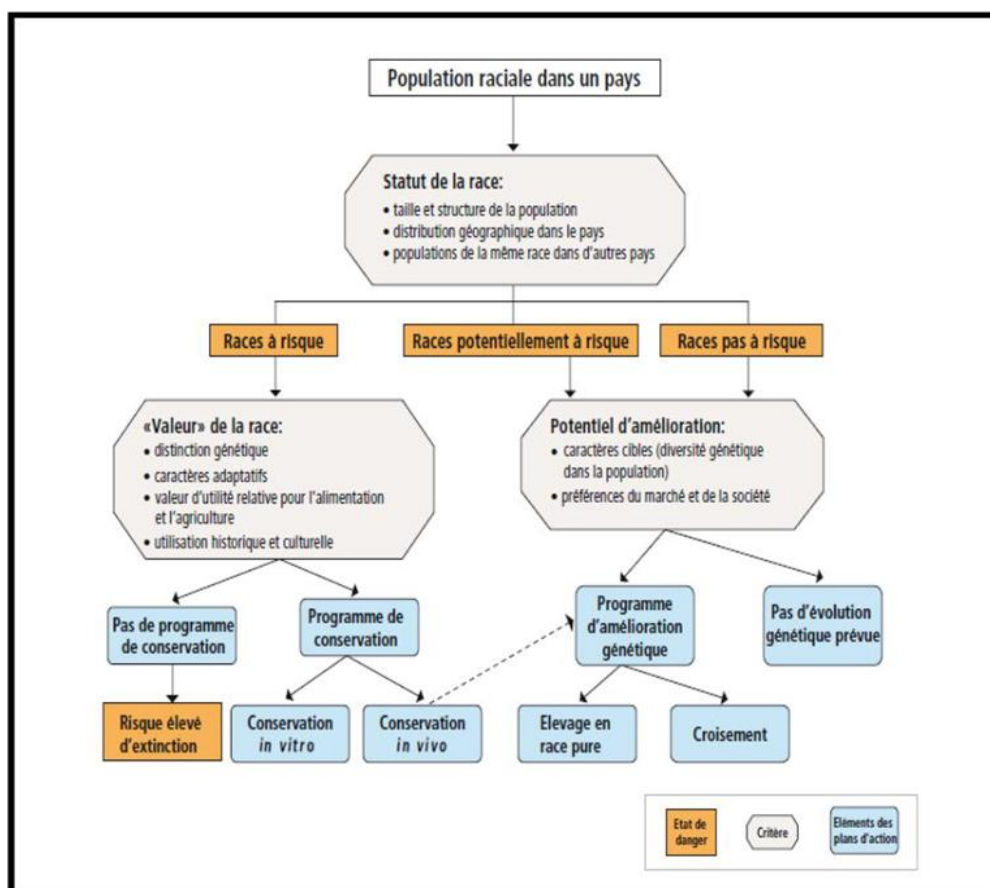 Population raciale dans un pays
Statut de la race:
• taille et structure de la population
• distribution géographique dans le pays
• populations de la même race dans d'autres pays
Races à risque
Races potentiellement à risque
Races pas à risque
«Valeur» de la race:
• distinction génétique
• caractères adaptatifs
• valeur d'utilité relative pour l'alimentation
et l'agriculture
• utilisation historique et culturelle
Potentiel d'amélioration:
• caractères cibles (diversité génétique
dans la population)
• préférences du marché et de la société
Pas de programme
de conservation
Programme de
conservation
Programme
d'amélioration
génétique
Pas d'évolution
génétique prévue
Risque élevé
d'extinction
Conservation
in vitro
Conservation
in vivo
Elevage en
race pure
Croisement
Etat de
danger
Critère
Eléments des
plans d'action